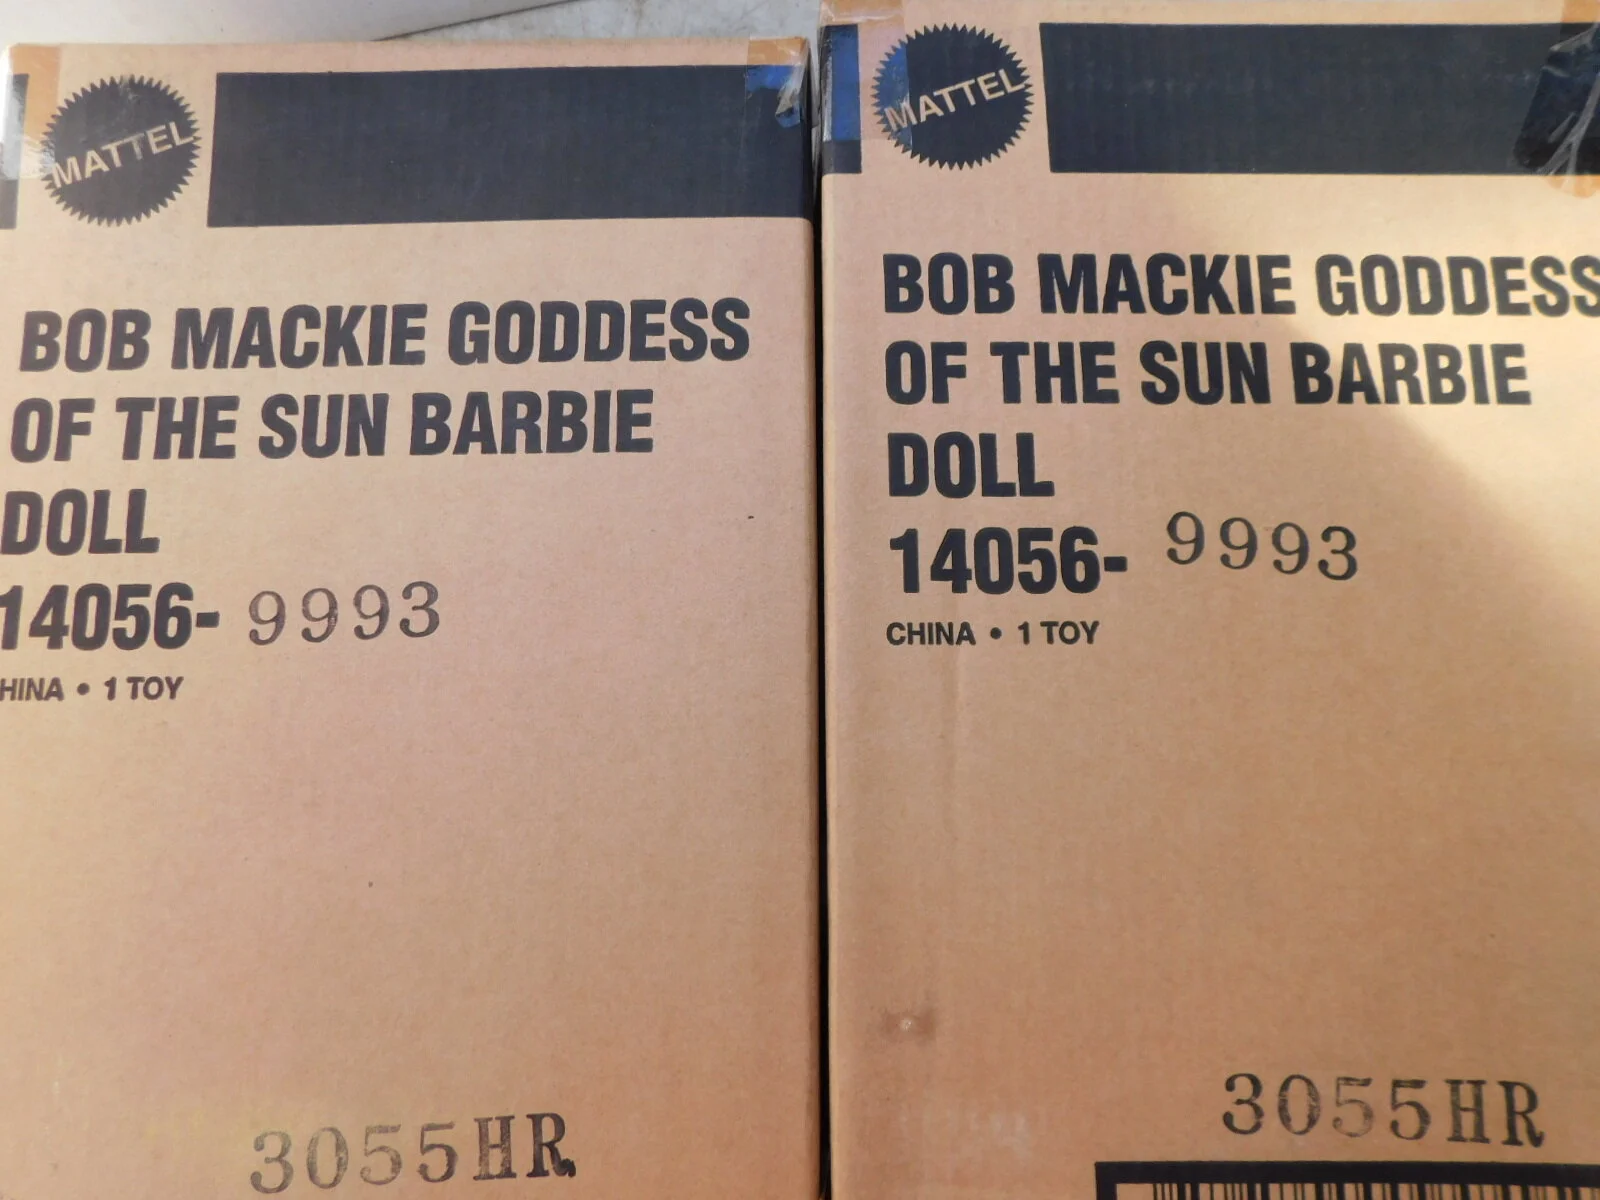 MATTEL
BOB MACKIE GODDESS
OF THE SUN BARBIE
DOLL
14056- 9993
HINA • 1 TOY
3055HR
MATTEL
BOB MACKIE GODDESS
OF THE SUN BARBIE
DOLL
14056- 9993
CHINA • 1 TOY
3055HR